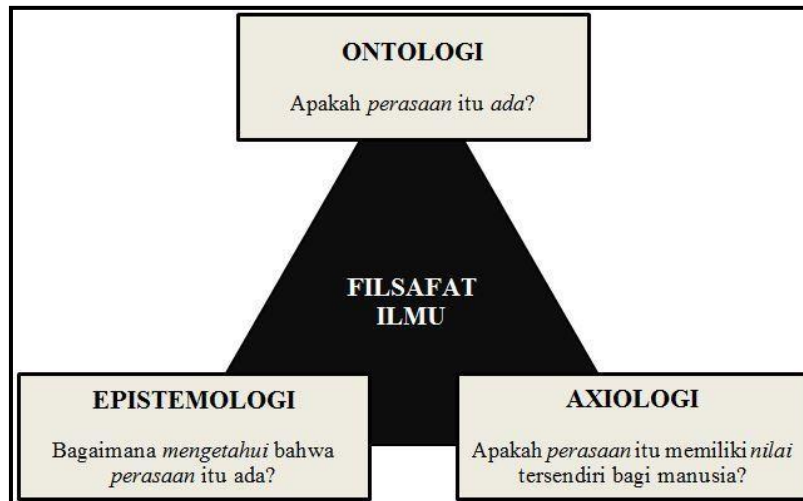 ONTOLOGI
Apakah perasaan itu ada?
FILSAFAT
ILMU
EPISTEMOLOGI
Bagaimana mengetahui bahwa
perasaan itu ada?
AXIOLOGI
Apakah perasaan itu memiliki nilai
tersendiri bagi manusia?